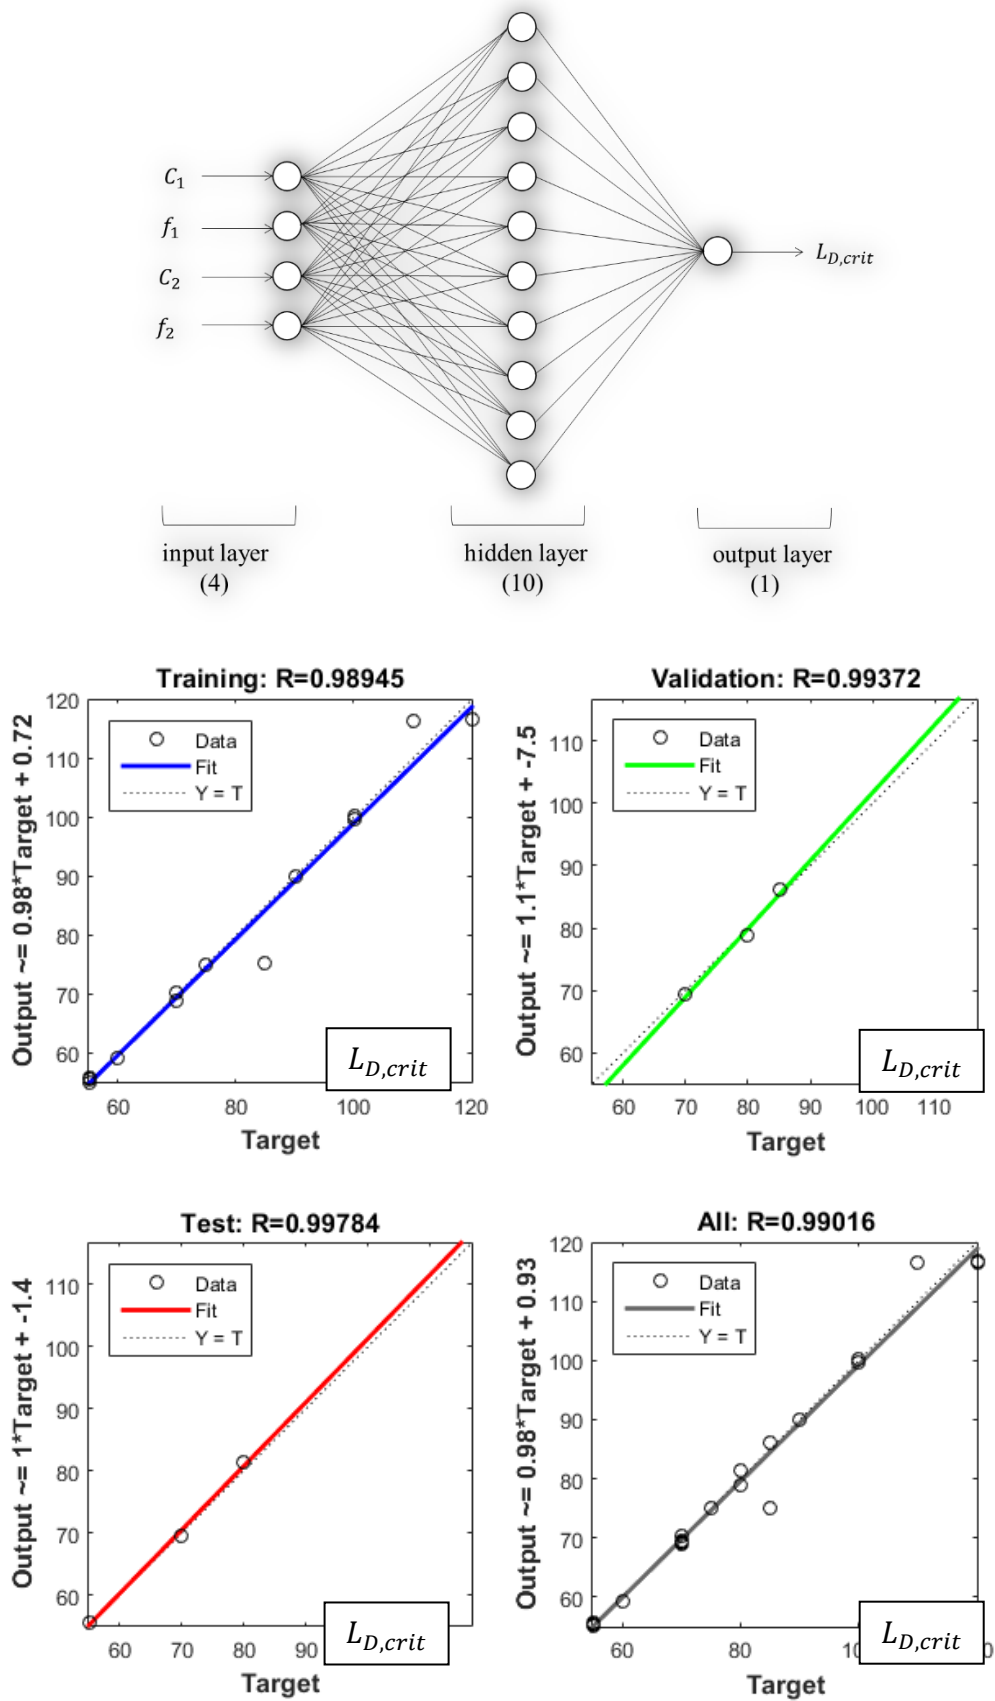 C₁
f₁
C₂
f₂
L_{D,crit}
input layer
(4)
hidden layer
(10)
output layer
(1)
Training: R=0.98945
Output ~= 0.98*Target + 0.72
120
110
100
90
80
70
60
Data
Fit
Y = T
L_{D,crit}
60 80 100 120
Target
Validation: R=0.99372
Output ~= 1.1*Target + -7.5
110
100
90
80
70
60
Data
Fit
Y = T
L_{D,crit}
60 70 80 90 100 110
Target
Test: R=0.99784
Output ~= 1*Target + -1.4
110
100
90
80
70
60
Data
Fit
Y = T
L_{D,crit}
60 70 80 90
Target
All: R=0.99016
Output ~= 0.98*Target + 0.93
120
110
100
90
80
70
60
Data
Fit
Y = T
L_{D,crit}
60 80
Target